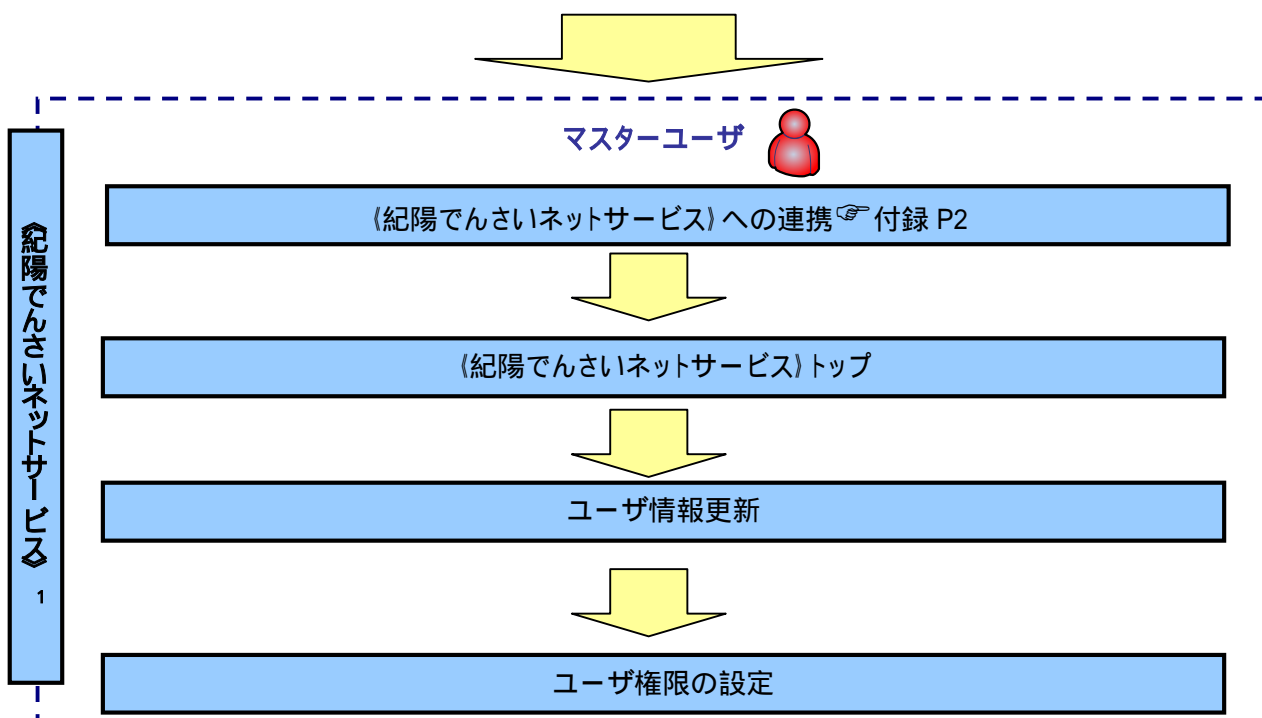 マスターユーザ
《紀陽でんさいネットサービス》
1
《紀陽でんさいネットサービス》への連携☞付録 P2
《紀陽でんさいネットサービス》トップ
ユーザ情報更新
ユーザ権限の設定